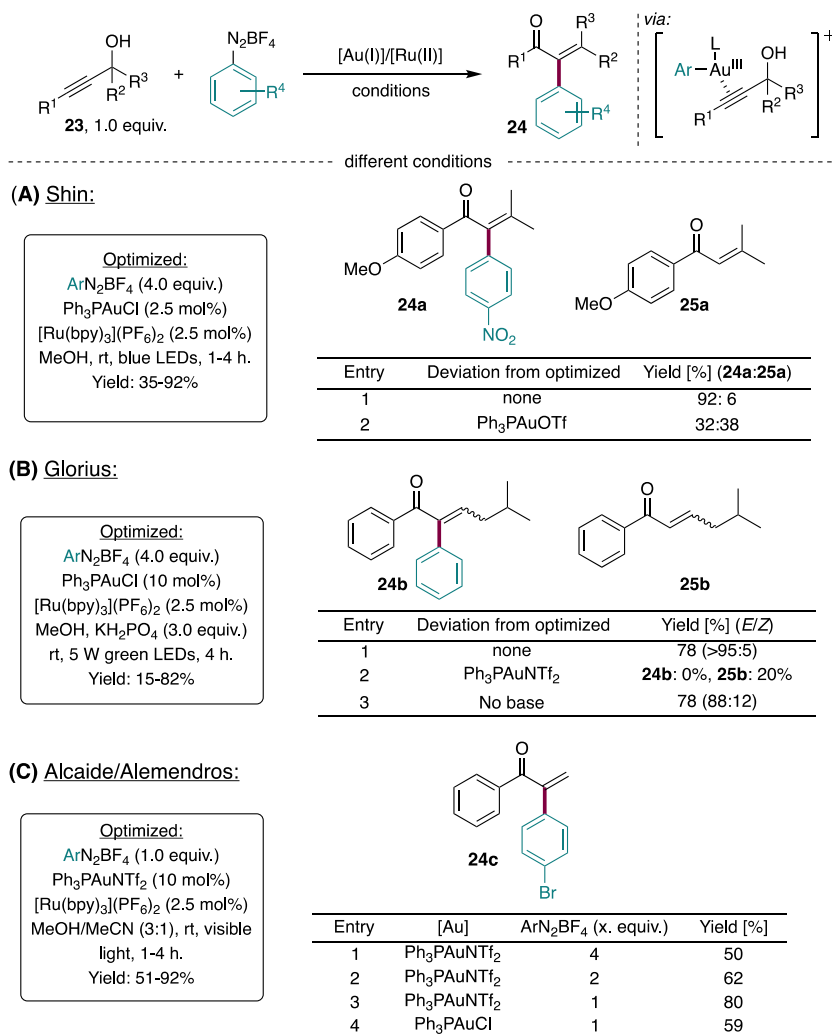 OH
R1
R2
R3
23, 1.0 equiv.
+
N2BF4
R4
[Au(I)]/[Ru(II)]
conditions
O
R3
R1
R2
24
R4
via:
L
Ar
AuIII
OH
R3
R1
R2
+
different conditions
(A) Shin:
Optimized:
ArN2BF4 (4.0 equiv.)
Ph3PAuCl (2.5 mol%)
[Ru(bpy)3](PF6)2 (2.5 mol%)
MeOH, rt, blue LEDs, 1-4 h.
Yield: 35-92%
O
MeO
24a
NO2
O
MeO
25a
Entry Deviation from optimized Yield [%] (24a:25a)
1 none 92: 6
2 Ph3PAuOTf 32:38
(B) Glorius:
Optimized:
ArN2BF4 (4.0 equiv.)
Ph3PAuCl (10 mol%)
[Ru(bpy)3](PF6)2 (2.5 mol%)
MeOH, KH2PO4 (3.0 equiv.)
rt, 5 W green LEDs, 4 h.
Yield: 15-82%
O
24b
O
25b
Entry Deviation from optimized Yield [%] (E/Z)
1 none 78 (>95:5)
2 Ph3PAuNTf2 24b: 0%, 25b: 20%
3 No base 78 (88:12)
(C) Alcaide/Alemendros:
Optimized:
ArN2BF4 (1.0 equiv.)
Ph3PAuNTf2 (10 mol%)
[Ru(bpy)3](PF6)2 (2.5 mol%)
MeOH/MeCN (3:1), rt, visible
light, 1-4 h.
Yield: 51-92%
O
24c
Br
Entry [Au] ArN2BF4 (x. equiv.) Yield [%]
1 Ph3PAuNTf2 4 50
2 Ph3PAuNTf2 2 62
3 Ph3PAuNTf2 1 80
4 Ph3PAuCl 1 59